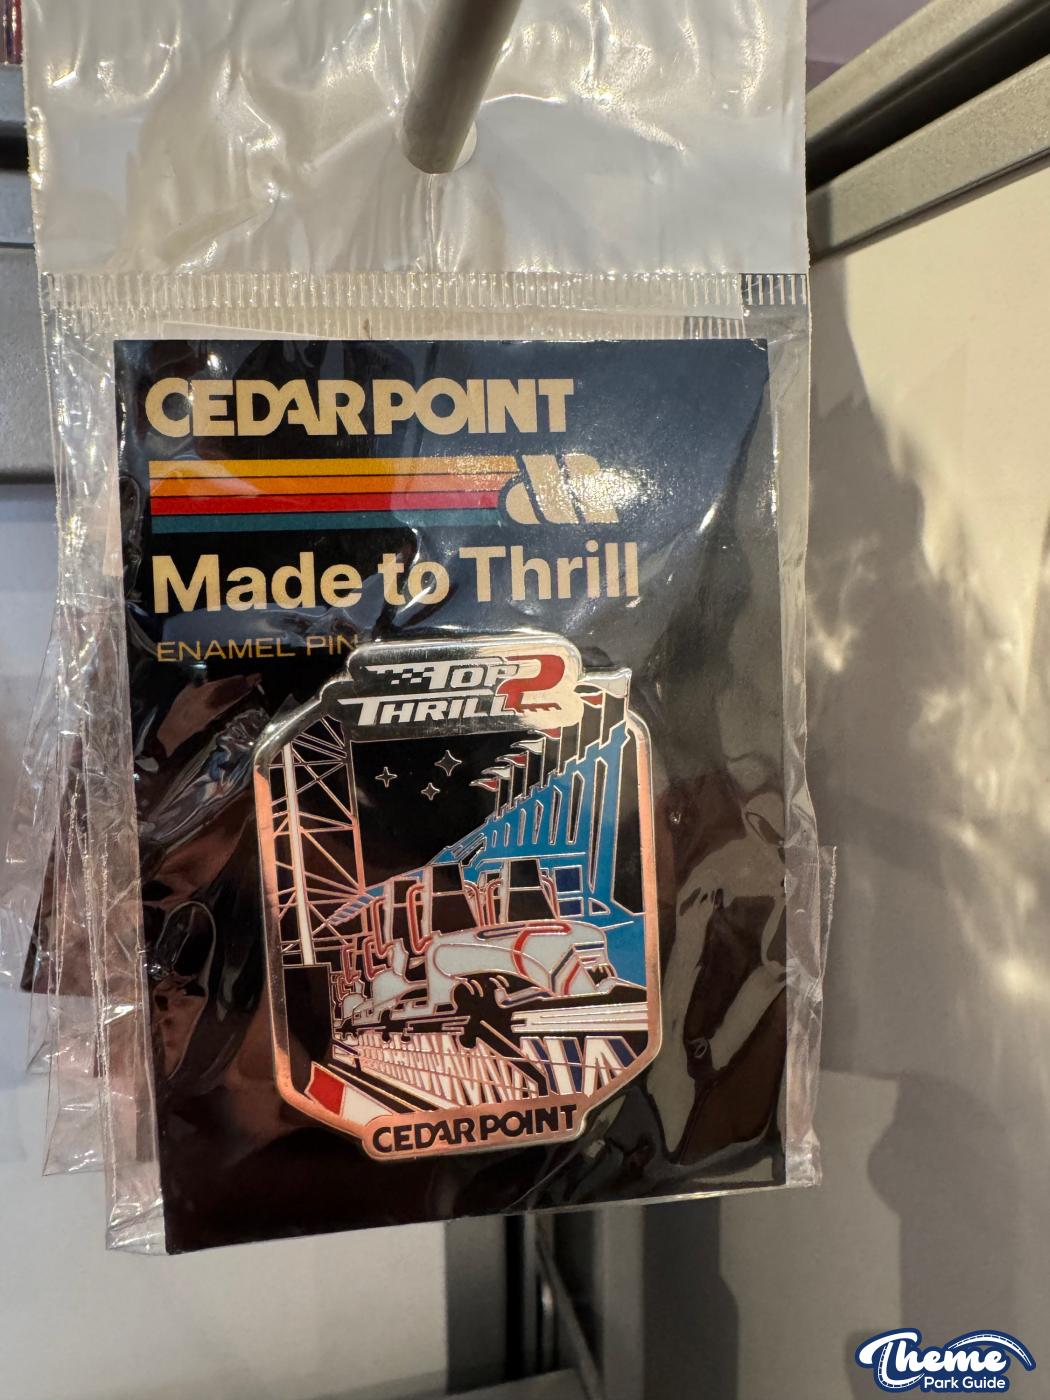 CEDAR POINT
Made to Thrill
ENAMEL PIN
TOP 2
THRILL
CEDAR POINT
Theme
Park Guide